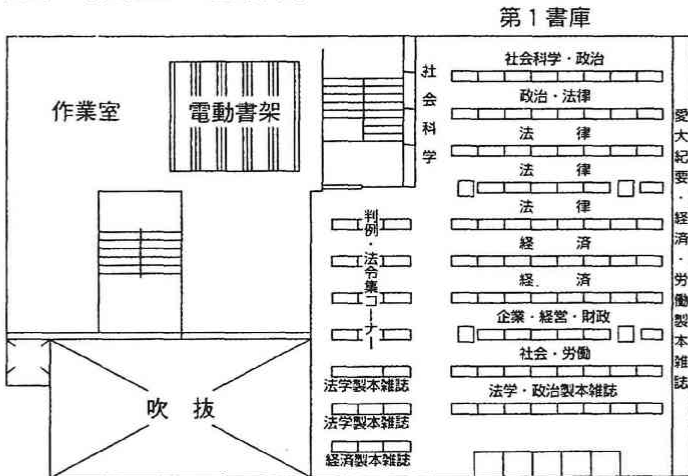 第1書庫
作業室
電動書架
社会科学
社会科学・政治
政治・法律
法 律
法 律
法 律
経 済
経 済
企業・経営・財政
社会・労働
法学・政治製本雑誌
愛大紀要・経済・労働製本雑誌
判例・法令集コーナー
法学製本雑誌
法学製本雑誌
経済製本雑誌
吹 抜